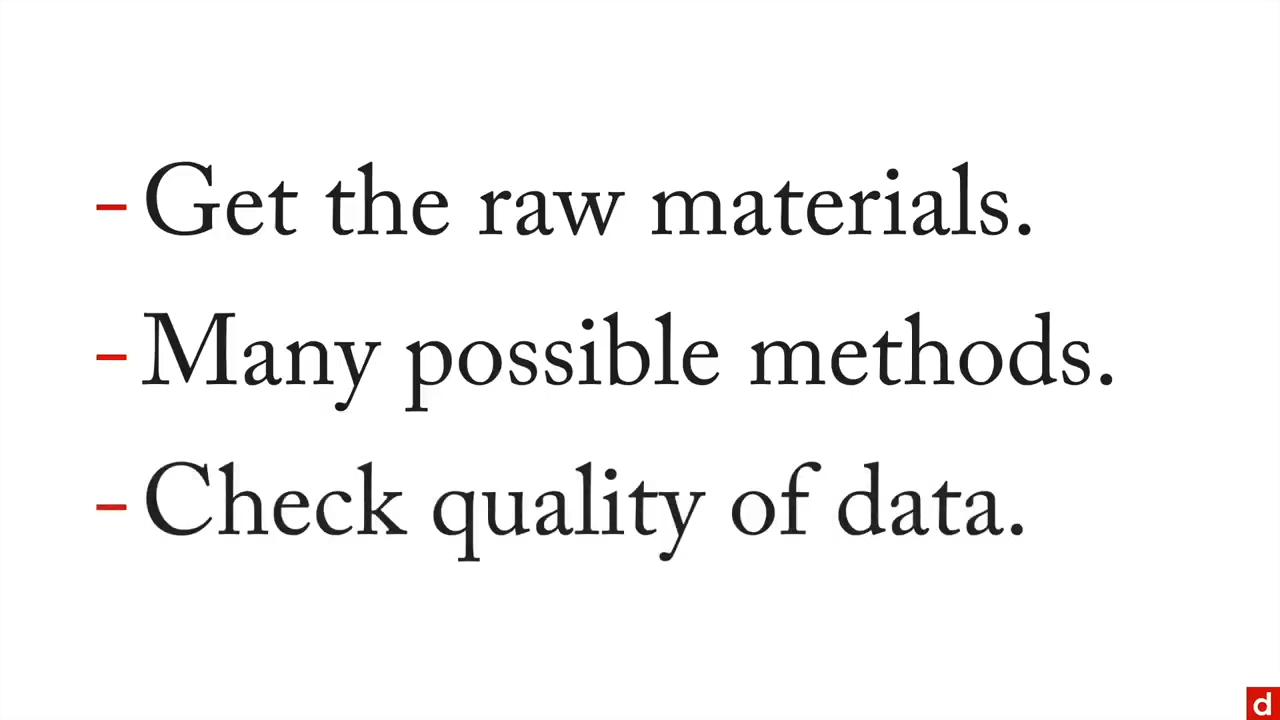 - Get the raw materials.
- Many possible methods.
- Check quality of data.
d